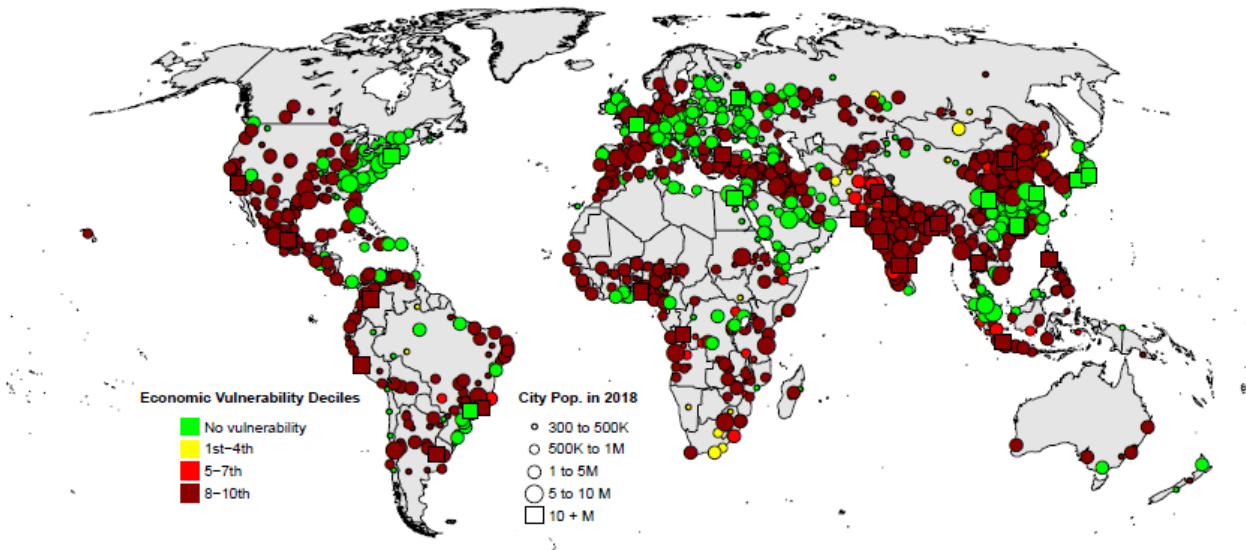 Economic Vulnerability Deciles
No vulnerability
1st−4th
5−7th
8−10th
City Pop. in 2018
300 to 500K
500K to 1M
1 to 5M
5 to 10 M
10 + M